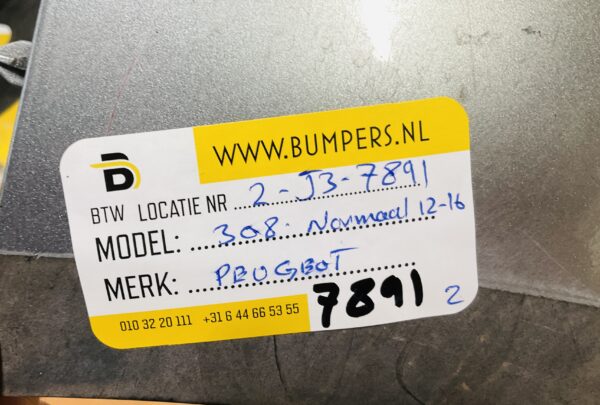 WWW.BUMPERS.NL
B
BTW LOCATIE NR 2-J3-7891
MODEL: 308. Normaal 12-16
MERK: PEUGEOT
010 32 20 111 +31 6 44 66 53 55 7891 2